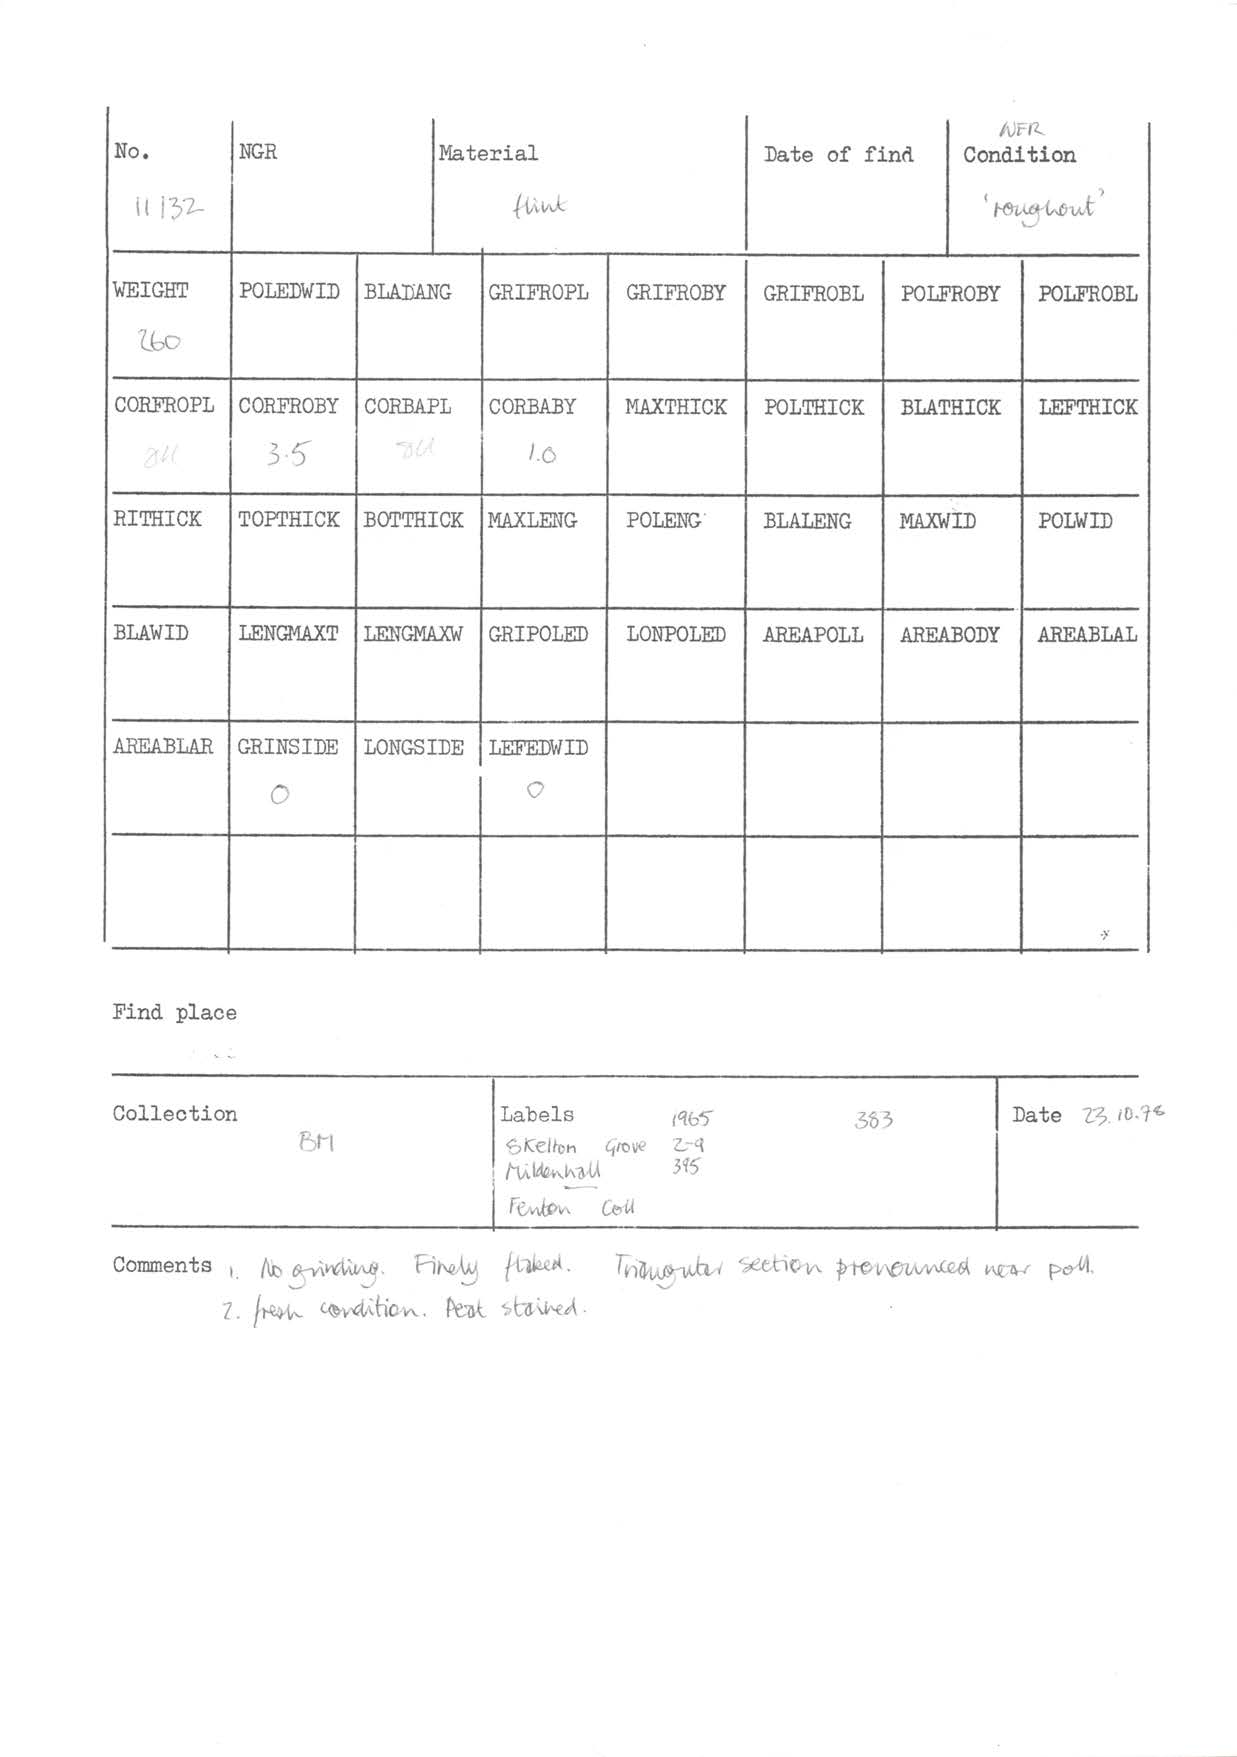 NFR
No. NGR Material Date of find Condition
11132 flint 'roughout'
WEIGHT POLEDWID BLADANG GRIFROPL GRIFROBY GRIFROBL POLFROBY POLFROBL
260
CORFROPL CORFROBY CORBAPL CORBABY MAXTHICK POLTHICK BLATHICK LEFTHICK
3.5 1.0
RITHICK TOPTHICK BOTTHICK MAXLENG POLENG BLALENG MAXWID POLWID
BLAWID LENGMAXT LENGMAXW GRIPOLED LONPOLED AREAPOLL AREABODY AREABLAL
AREABLAR GRINSIDE LONGSIDE LEFEDWID
0 0
Find place
Collection Labels 1965 383 Date 23.10.78
BM Skelton Grove 2-9
Mildenhall 395
Fenton Coll
Comments 1. No grinding. Finely flaked. Triangular section pronounced near poll.
2. fresh condition. Peat stained.